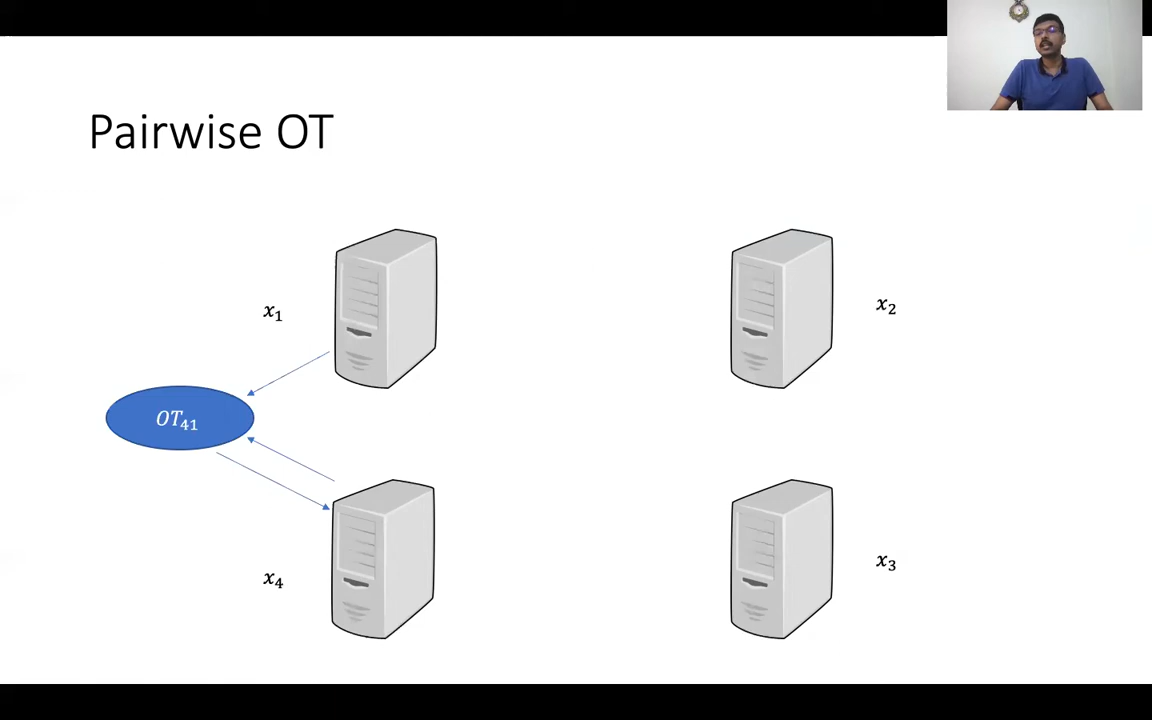 Pairwise OT
x₁
x₂
OT₄₁
x₄
x₃